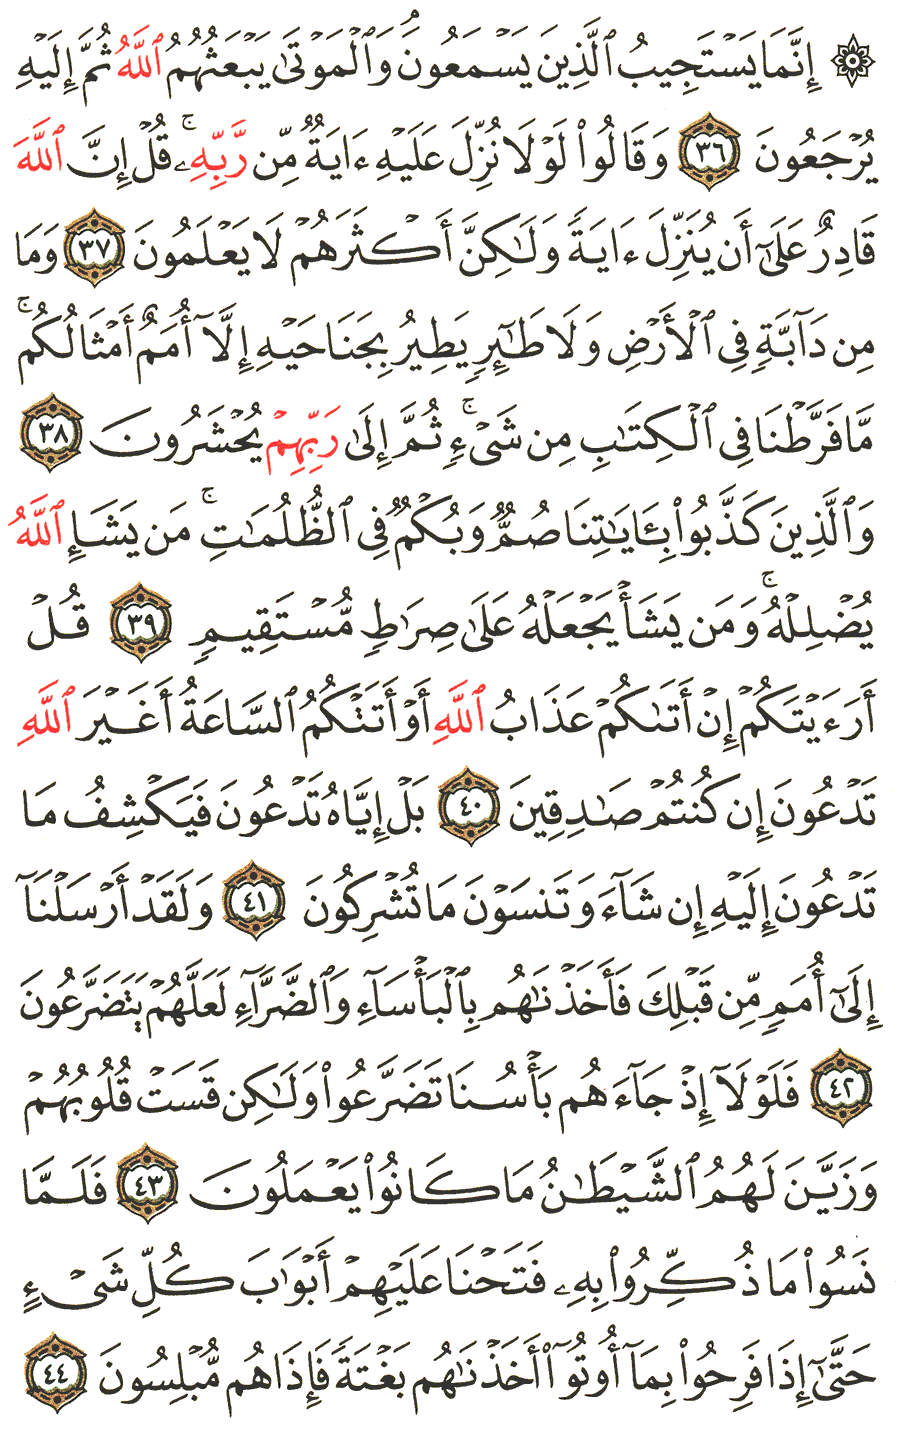 ۞ إِنَّمَا يَسْتَجِيبُ ٱلَّذِينَ يَسْمَعُونَۘ وَٱلْمَوْتَىٰ يَبْعَثُهُمُ ٱللَّهُ ثُمَّ إِلَيْهِ
يُرْجَعُونَ ٣٦ وَقَالُوا۟ لَوْلَا نُزِّلَ عَلَيْهِ ءَايَةٌ مِّن رَّبِّهِۦۚ قُلْ إِنَّ ٱللَّهَ
قَادِرٌ عَلَىٰٓ أَن يُنَزِّلَ ءَايَةً وَلَـٰكِنَّ أَكْثَرَهُمْ لَا يَعْلَمُونَ ٣٧ وَمَا
مِن دَآبَّةٍ فِى ٱلْأَرْضِ وَلَا طَـٰٓئِرٍ يَطِيرُ بِجَنَاحَيْهِ إِلَّآ أُمَمٌ أَمْثَالُكُمۚ
مَّا فَرَّطْنَا فِى ٱلْكِتَـٰبِ مِن شَىْءٍۚ ثُمَّ إِلَىٰ رَبِّهِمْ يُحْشَرُونَ ٣٨
وَٱلَّذِينَ كَذَّبُوا۟ بِـَٔايَـٰتِنَا صُمٌّ وَبُكْمٌ فِى ٱلظُّلُمَـٰتِۗ مَن يَشَإِ ٱللَّهُ
يُضْلِلْهُۚ وَمَن يَشَأْ يَجْعَلْهُ عَلَىٰ صِرَٰطٍ مُّسْتَقِيمٍ ٣٩ قُلْ
أَرَءَيْتَكُمْ إِنْ أَتَىٰكُمْ عَذَابُ ٱللَّهِ أَوْ أَتَتْكُمُ ٱلسَّاعَةُ أَغَيْرَ ٱللَّهِ
تَدْعُونَ إِن كُنتُمْ صَـٰدِقِينَ ٤٠ بَلْ إِيَّاهُ تَدْعُونَ فَيَكْشِفُ مَا
تَدْعُونَ إِلَيْهِ إِن شَآءَ وَتَنسَوْنَ مَا تُشْرِكُونَ ٤١ وَلَقَدْ أَرْسَلْنَآ
إِلَىٰٓ أُمَمٍ مِّن قَبْلِكَ فَأَخَذْنَـٰهُم بِٱلْبَأْسَآءِ وَٱلضَّرَّآءِ لَعَلَّهُمْ يَتَضَرَّعُونَ
٤٢ فَلَوْلَآ إِذْ جَآءَهُم بَأْسُنَا تَضَرَّعُوا۟ وَلَـٰكِن قَسَتْ قُلُوبُهُمْ
وَزَيَّنَ لَهُمُ ٱلشَّيْطَـٰنُ مَا كَانُوا۟ يَعْمَلُونَ ٤٣ فَلَمَّا
نَسُوا۟ مَا ذُكِّرُوا۟ بِهِۦ فَتَحْنَا عَلَيْهِمْ أَبْوَٰبَ كُلِّ شَىْءٍ
حَتَّىٰٓ إِذَا فَرِحُوا۟ بِمَآ أُوتُوٓا۟ أَخَذْنَـٰهُم بَغْتَةً فَإِذَا هُم مُّبْلِسُونَ ٤٤